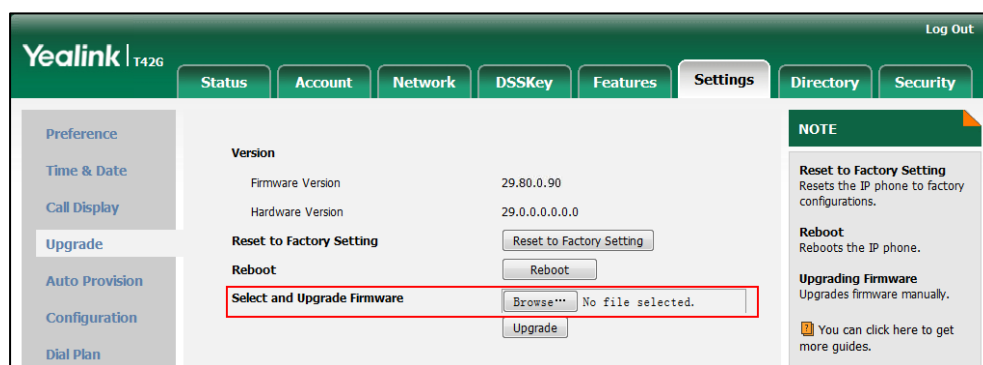 Log Out
Yealink | T42G
Status Account Network DSSKey Features Settings Directory Security
Preference
Time & Date
Call Display
Upgrade
Auto Provision
Configuration
Dial Plan
Version
Firmware Version 29.80.0.90
Hardware Version 29.0.0.0.0.0.0
Reset to Factory Setting Reset to Factory Setting
Reboot Reboot
Select and Upgrade Firmware Browse... No file selected.
Upgrade
NOTE
Reset to Factory Setting
Resets the IP phone to factory
configurations.
Reboot
Reboots the IP phone.
Upgrading Firmware
Upgrades firmware manually.
You can click here to get
more guides.